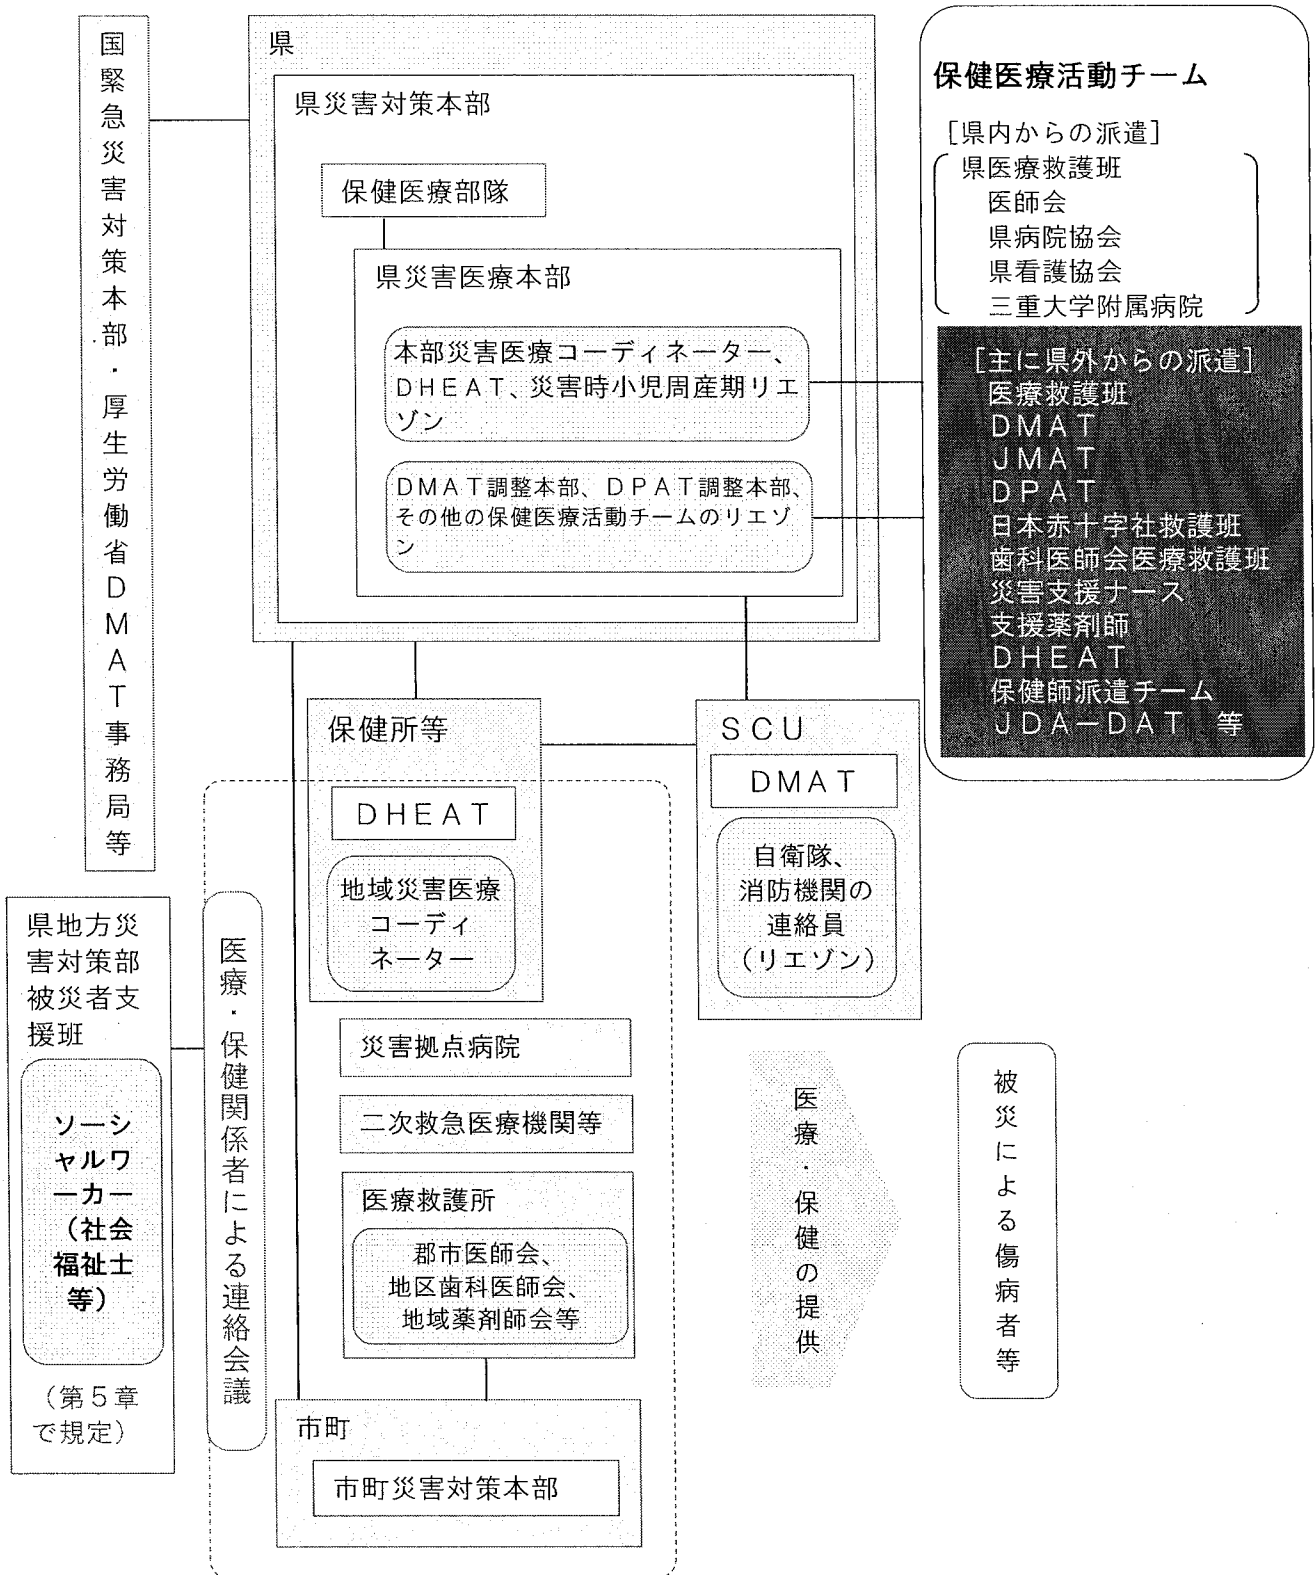 国緊急災害対策本部・厚生労働省DMAT事務局等
県
県災害対策本部
保健医療部隊
県災害医療本部
本部災害医療コーディネーター、
DHEAT、災害時小児周産期リエ
ゾン
DMAT調整本部、DPAT調整本部、
その他の保健医療活動チームのリエゾ
ン
保健医療活動チーム
[県内からの派遣]
県医療救護班
医師会
県病院協会
県看護協会
三重大学附属病院
[主に県外からの派遣]
医療救護班
DMAT
JMAT
DPAT
日本赤十字社救護班
歯科医師会医療救護班
災害支援ナース
支援薬剤師
DHEAT
保健師派遣チーム
JDA－DAT 等
保健所等
DHEAT
地域災害医療
コーディ
ネーター
SCU
DMAT
自衛隊、
消防機関の
連絡員
(リエゾン)
県地方災
害対策部
被災者支
援班
ソーシ
ャルワ
ーカー
(社会
福祉士
等)
(第5章
で規定)
医療・保健関係者による連絡会議
災害拠点病院
二次救急医療機関等
医療救護所
郡市医師会、
地区歯科医師会、
地域薬剤師会等
市町
市町災害対策本部
医療・保健の提供
被災による傷病者等